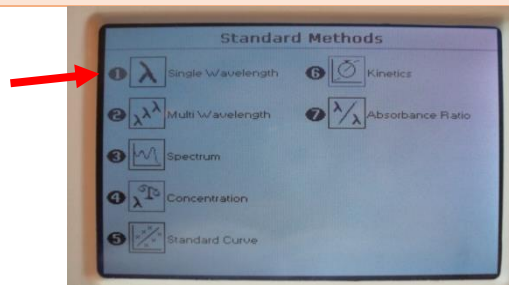 Standard Methods
1 λ Single Wavelength
2 λλλ Multi Wavelength
3 Spectrum
4 λ Concentration
5 Standard Curve
6 Kinetics
7 λ/λ Absorbance Ratio